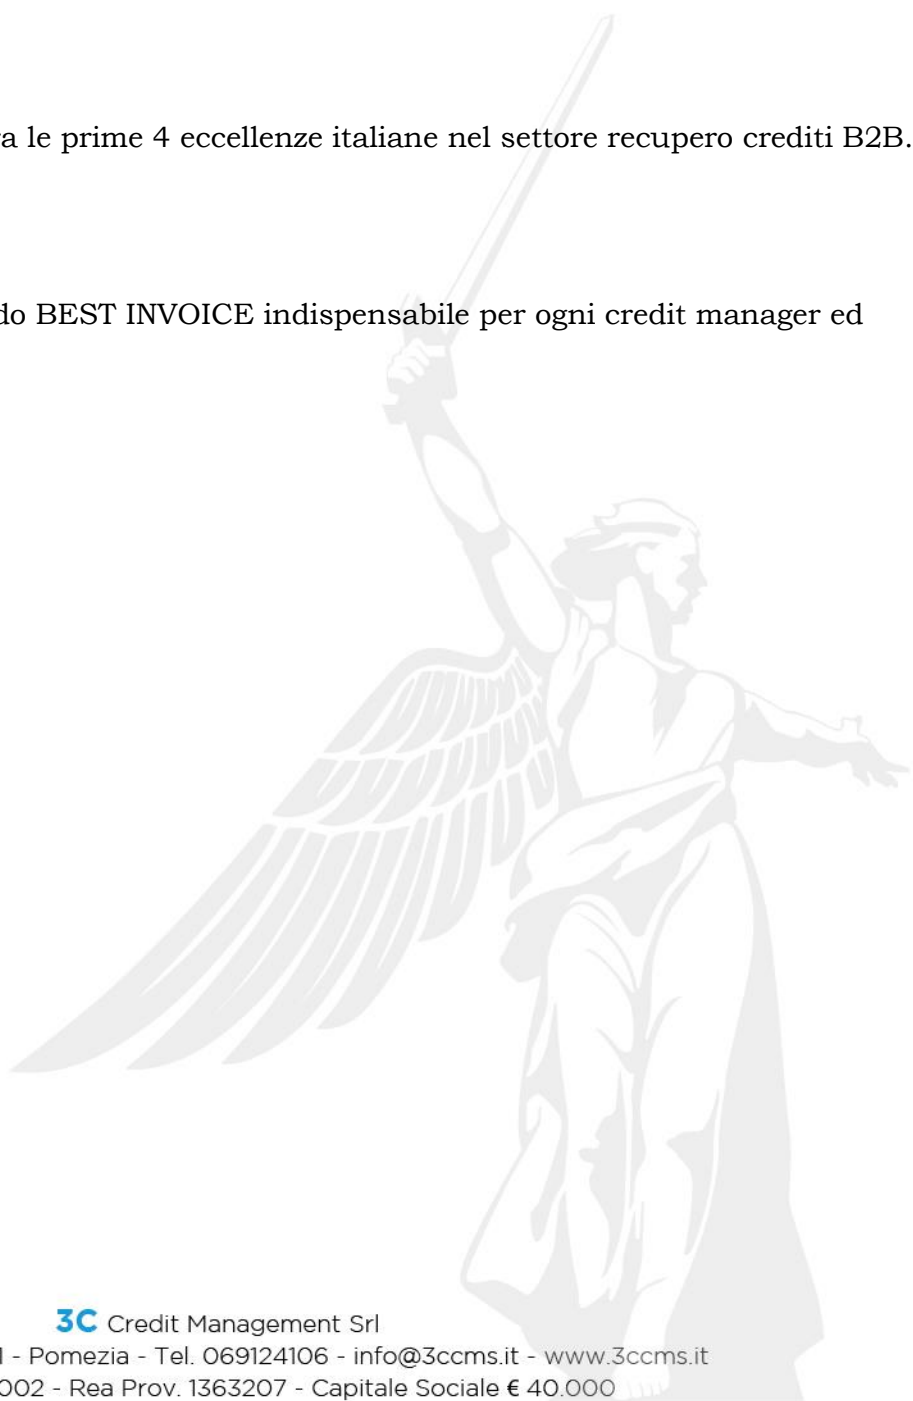 le prime 4 eccellenze italiane nel settore recupero crediti B2B.
BEST INVOICE indispensabile per ogni credit manager ed
3C Credit Management Srl
- Pomezia - Tel. 069124106 - info@3ccms.it - www.3ccms.it
- Rea Prov. 1363207 - Capitale Sociale € 40.000